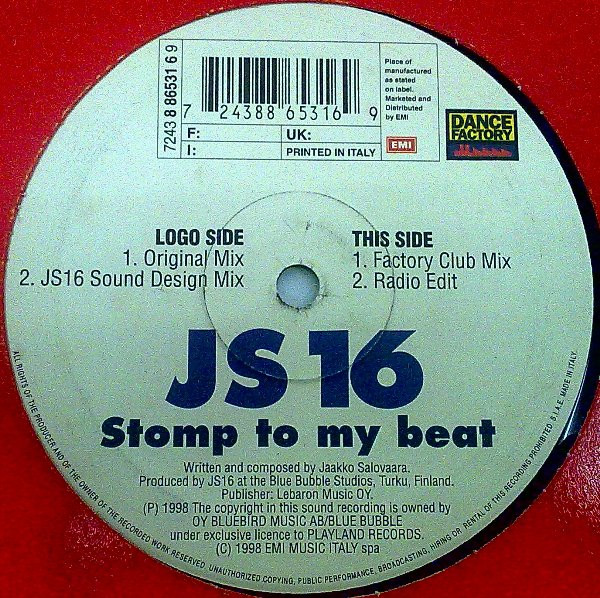 7243 8 86531 6 9
7 24388 65316 9
Place of
manufactured
as stated
on label.
Marketed and
Distributed
by EMI
F:
UK:
I:
PRINTED IN ITALY
EMI
DANCE
FACTORY
LOGO SIDE
1. Original Mix
2. JS16 Sound Design Mix
THIS SIDE
1. Factory Club Mix
2. Radio Edit
JS 16
Stomp to my beat
Written and composed by Jaakko Salovaara.
Produced by JS16 at the Blue Bubble Studios, Turku, Finland.
Publisher: Lebaron Music OY.
(P) 1998 The copyright in this sound recording is owned by
OY BLUEBIRD MUSIC AB/BLUE BUBBLE
under exclusive licence to PLAYLAND RECORDS.
(C) 1998 EMI MUSIC ITALY spa
ALL RIGHTS OF THE PRODUCER AND OF THE OWNER OF THE RECORDED WORK RESERVED. UNAUTHORIZED COPYING, PUBLIC PERFORMANCE, BROADCASTING, HIRING OR RENTAL OF THIS RECORDING PROHIBITED. S.I.A.E. MADE IN ITALY.